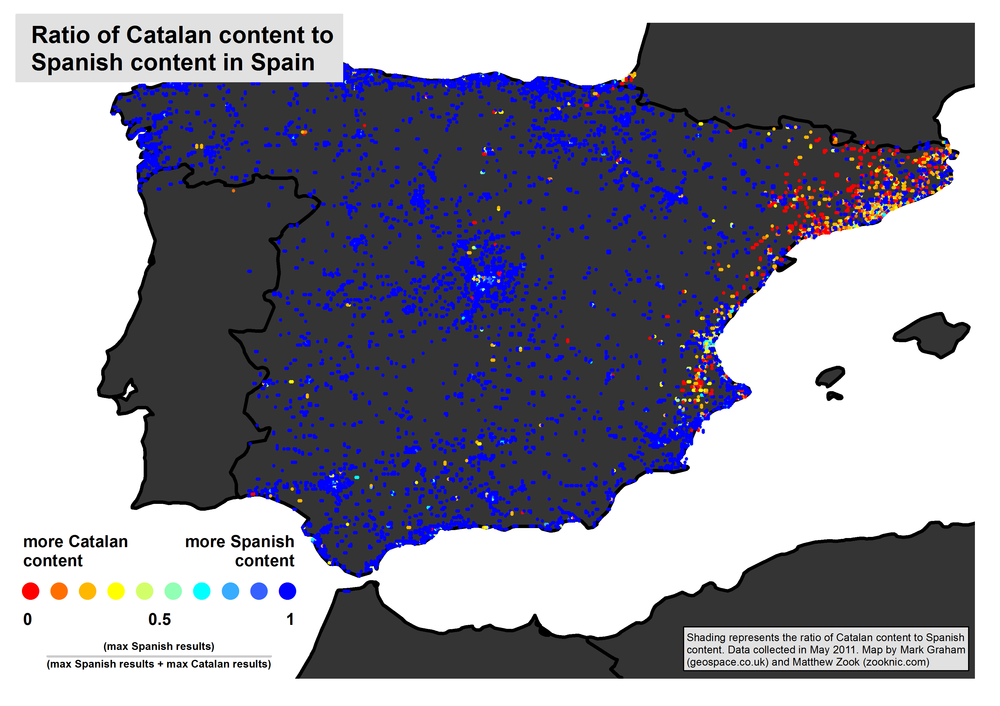 Ratio of Catalan content to
Spanish content in Spain
more Catalan
content
more Spanish
content
0
0.5
1
(max Spanish results)
(max Spanish results + max Catalan results)
Shading represents the ratio of Catalan content to Spanish
content. Data collected in May 2011. Map by Mark Graham
(geospace.co.uk) and Matthew Zook (zooknic.com)